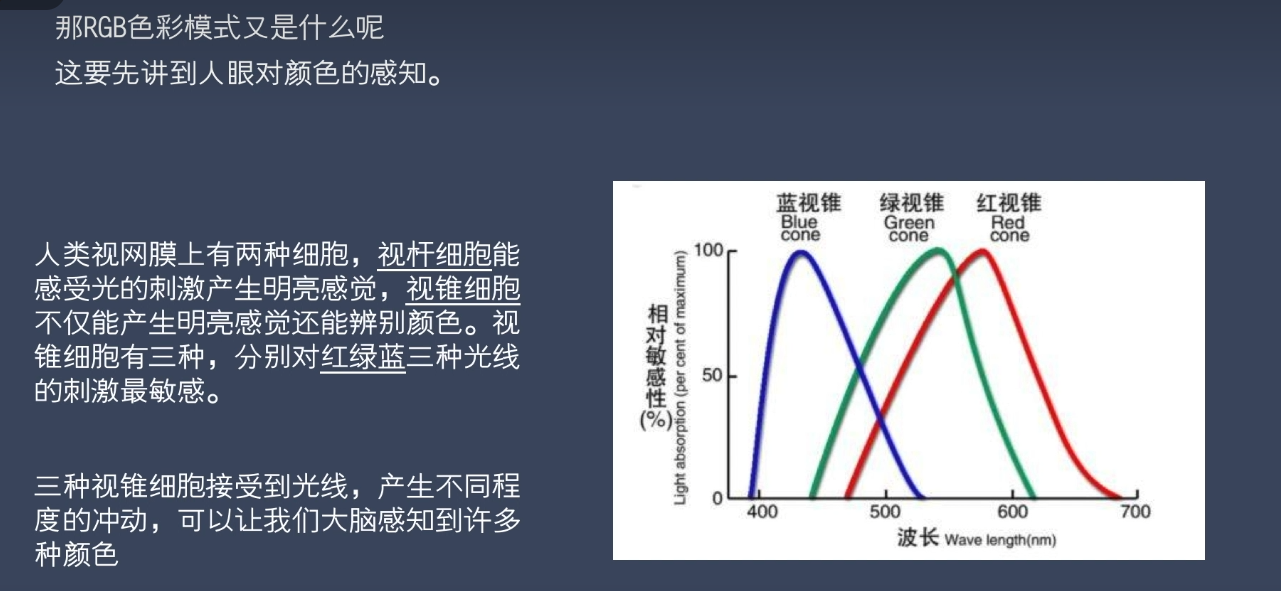 那RGB色彩模式又是什么呢
这要先讲到人眼对颜色的感知。
人类视网膜上有两种细胞，视杆细胞能
感受光的刺激产生明亮感觉，视锥细胞
不仅能产生明亮感觉还能辨别颜色。视
锥细胞有三种，分别对红绿蓝三种光线
的刺激最敏感。
三种视锥细胞接受到光线，产生不同程
度的冲动，可以让我们大脑感知到许多
种颜色
蓝视锥 绿视锥 红视锥
Blue Green Red
cone cone cone
100
50
0
相对敏感性(%)
Light absorption (per cent of maximum)
400 500 600 700
波长 Wave length(nm)